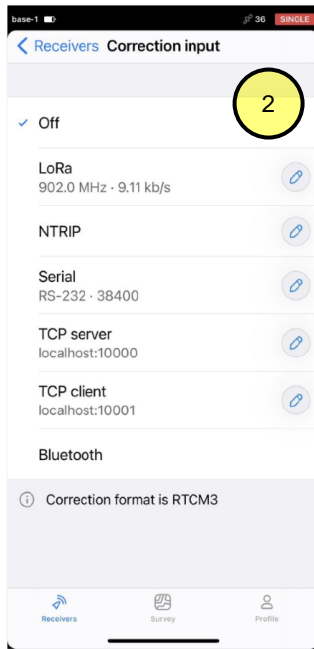 base-1 36 SINGLE
Receivers Correction input
2
Off
LoRa
902.0 MHz · 9.11 kb/s
NTRIP
Serial
RS-232 · 38400
TCP server
localhost:10000
TCP client
localhost:10001
Bluetooth
Correction format is RTCM3
Receivers Survey Profile